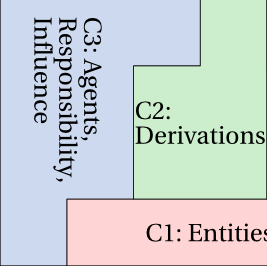 C3: Agents,
Responsibility,
Influence
C2:
Derivations
C1: Entities